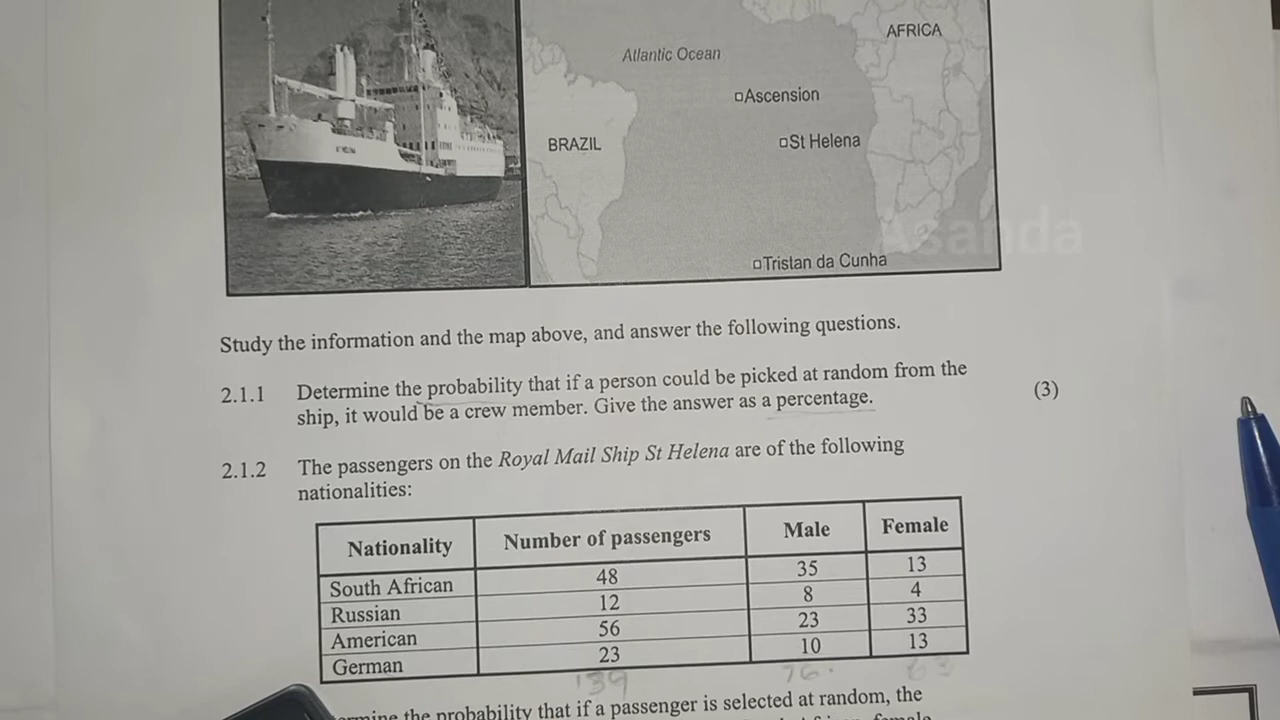 AFRICA
Atlantic Ocean
Ascension
BRAZIL
St Helena
Asanda
Tristan da Cunha
Study the information and the map above, and answer the following questions.
2.1.1 Determine the probability that if a person could be picked at random from the (3)
ship, it would be a crew member. Give the answer as a percentage.
2.1.2 The passengers on the Royal Mail Ship St Helena are of the following
nationalities:
Nationality Number of passengers Male Female
South African 48 35 13
Russian 12 8 4
American 56 23 33
German 23 10 13
139 76 63
the probability that if a passenger is selected at random, the
female